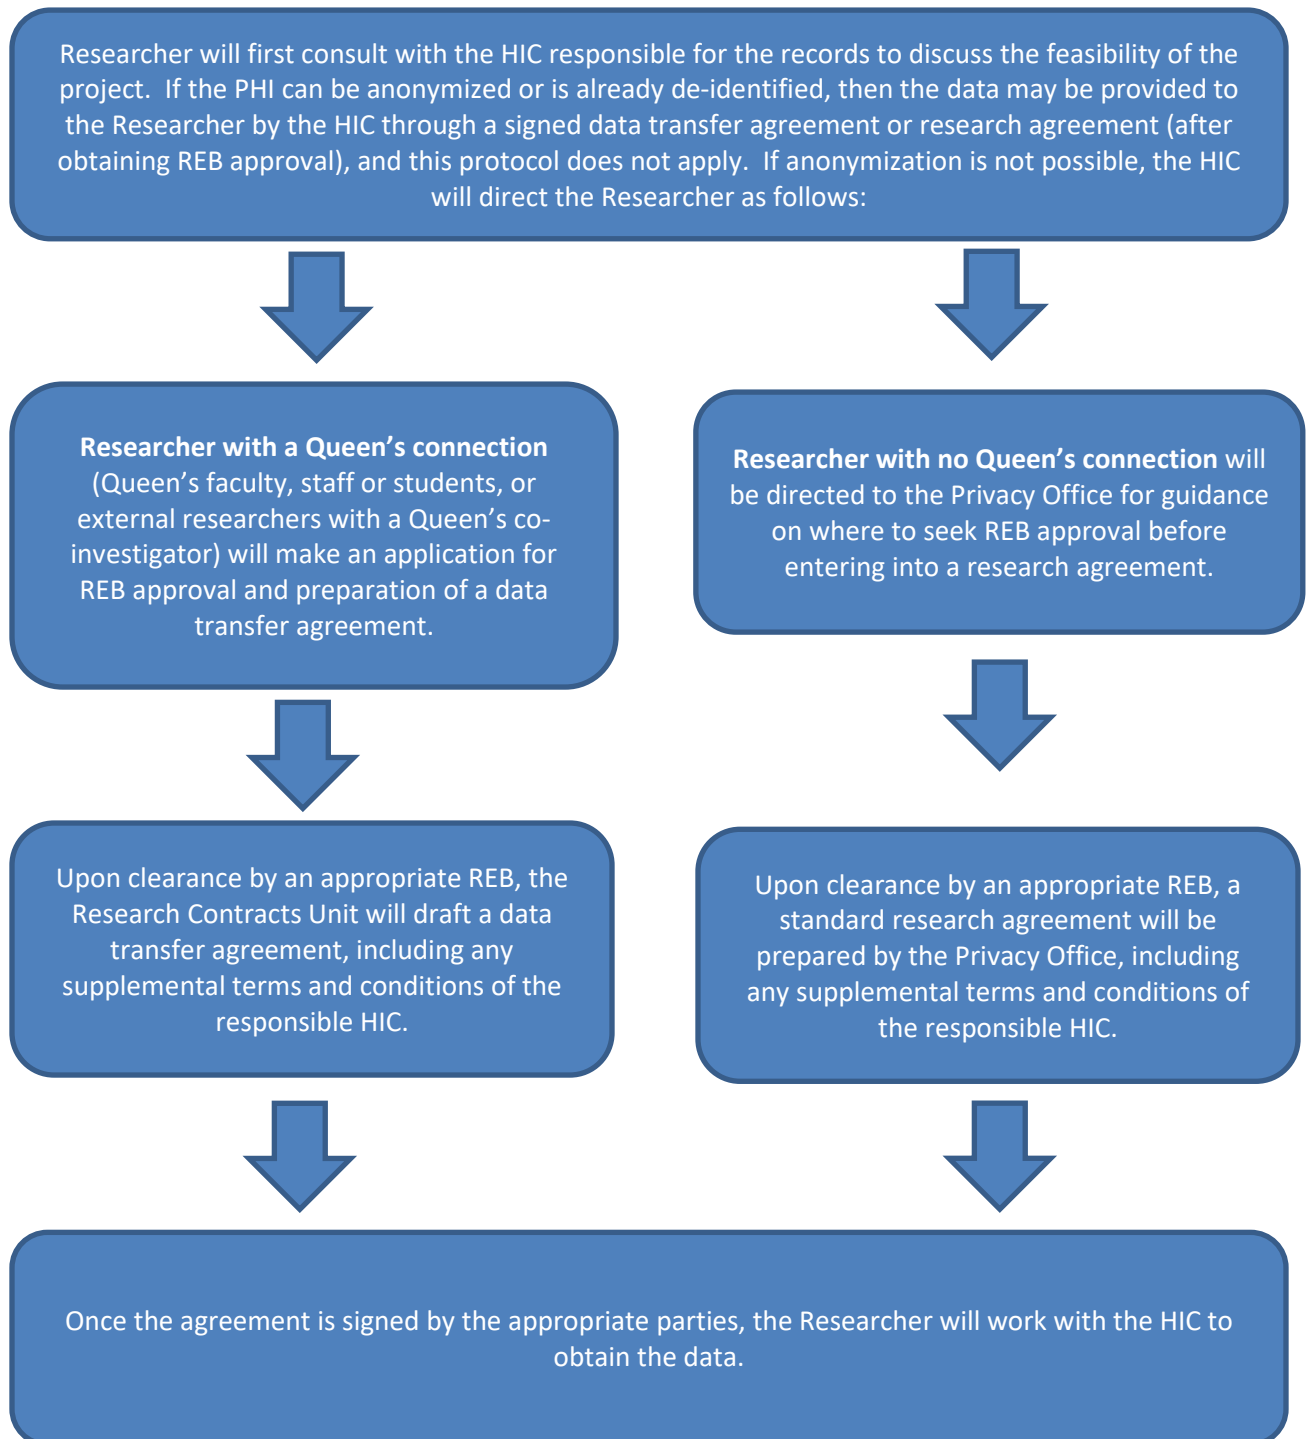 Researcher will first consult with the HIC responsible for the records to discuss the feasibility of the
project.  If the PHI can be anonymized or is already de-identified, then the data may be provided to
the Researcher by the HIC through a signed data transfer agreement or research agreement (after
obtaining REB approval), and this protocol does not apply.  If anonymization is not possible, the HIC
will direct the Researcher as follows:
Researcher with a Queen’s connection
(Queen’s faculty, staff or students, or
external researchers with a Queen’s co-
investigator) will make an application for
REB approval and preparation of a data
transfer agreement.
Researcher with no Queen’s connection will
be directed to the Privacy Office for guidance
on where to seek REB approval before
entering into a research agreement.
Upon clearance by an appropriate REB, the
Research Contracts Unit will draft a data
transfer agreement, including any
supplemental terms and conditions of the
responsible HIC.
Upon clearance by an appropriate REB, a
standard research agreement will be
prepared by the Privacy Office, including
any supplemental terms and conditions of
the responsible HIC.
Once the agreement is signed by the appropriate parties, the Researcher will work with the HIC to
obtain the data.